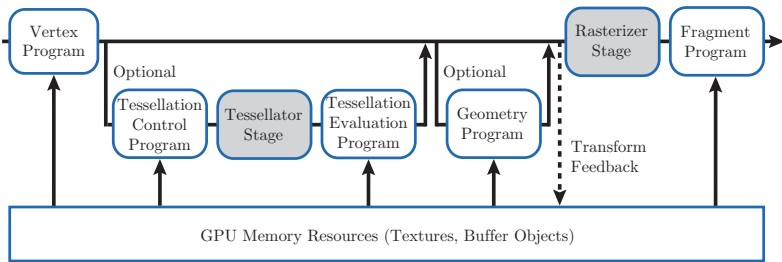 Vertex
Program
Optional
Tessellation
Control
Program
Tessellator
Stage
Tessellation
Evaluation
Program
Optional
Geometry
Program
Transform
Feedback
Rasterizer
Stage
Fragment
Program
GPU Memory Resources (Textures, Buffer Objects)